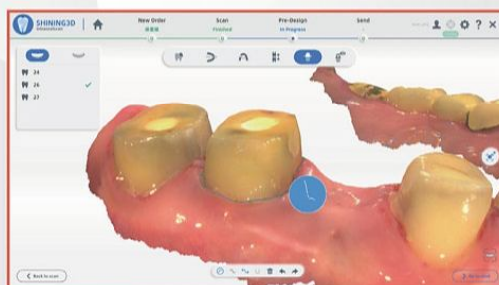 SHINING3D
New Order
Scan
Finished
Pre-Design
In Progress
Send
24
26
27
Back to scan